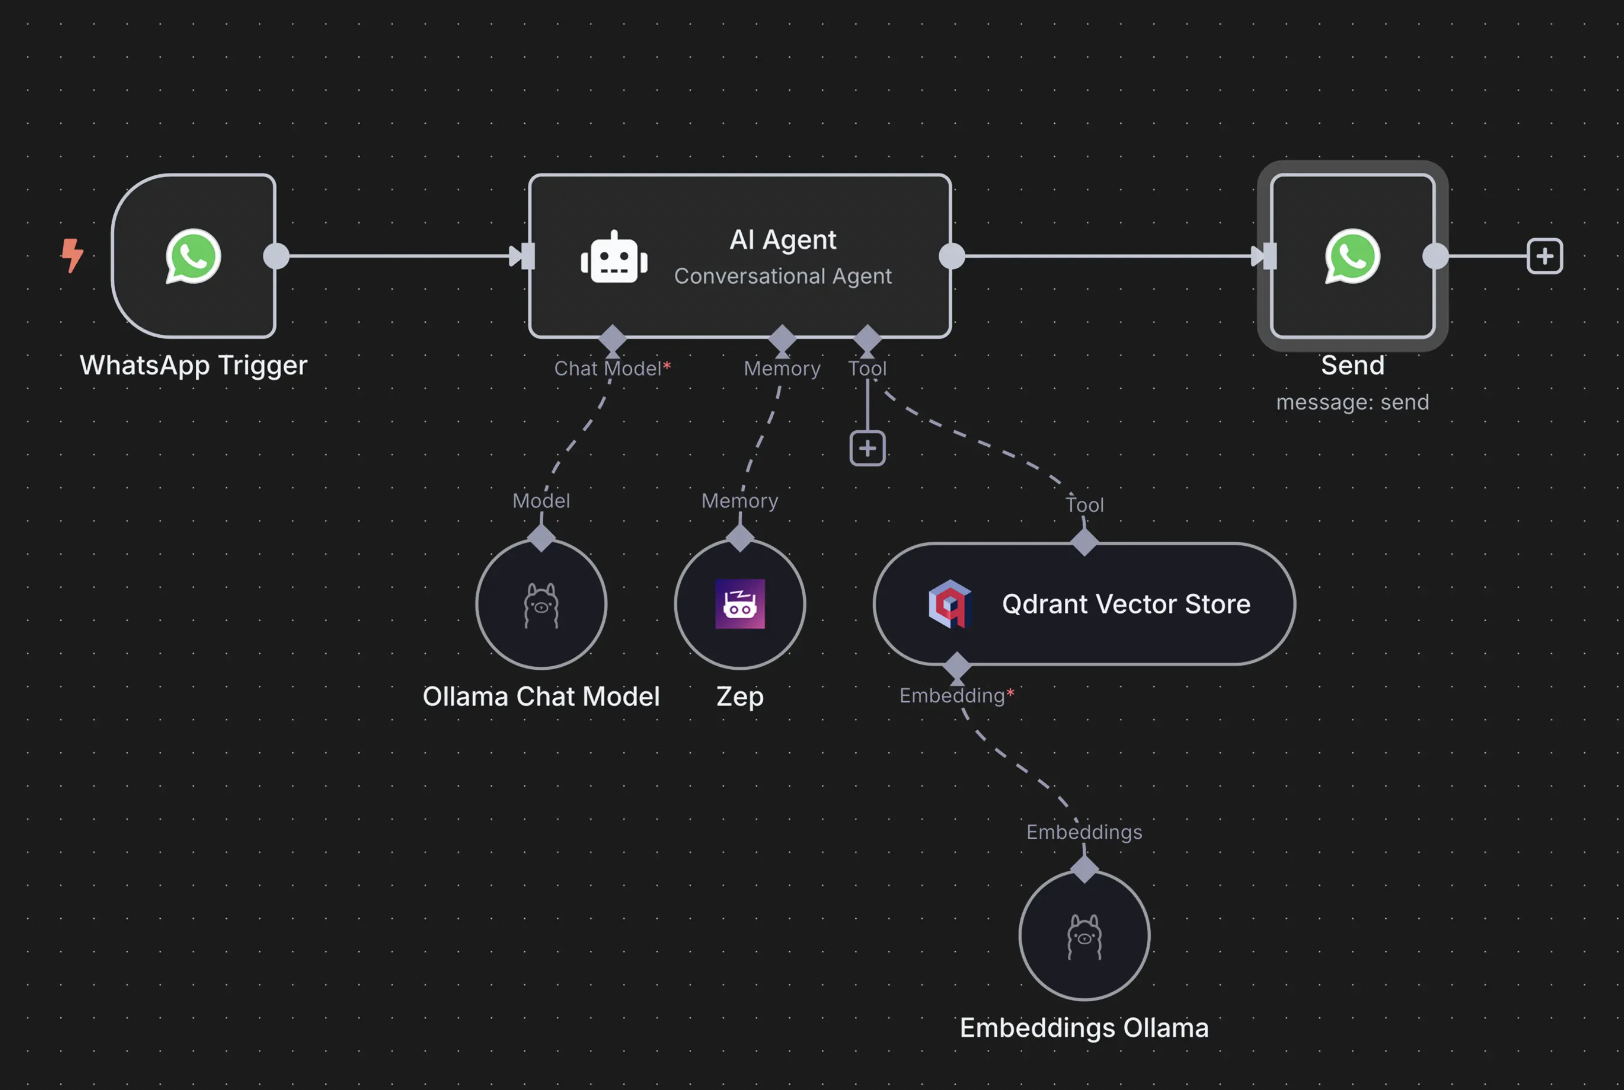 AI Agent
Conversational Agent
WhatsApp Trigger
Chat Model*
Memory
Tool
Send
message: send
Model
Memory
Tool
Qdrant Vector Store
Ollama Chat Model
Zep
Embedding*
Embeddings
Embeddings Ollama